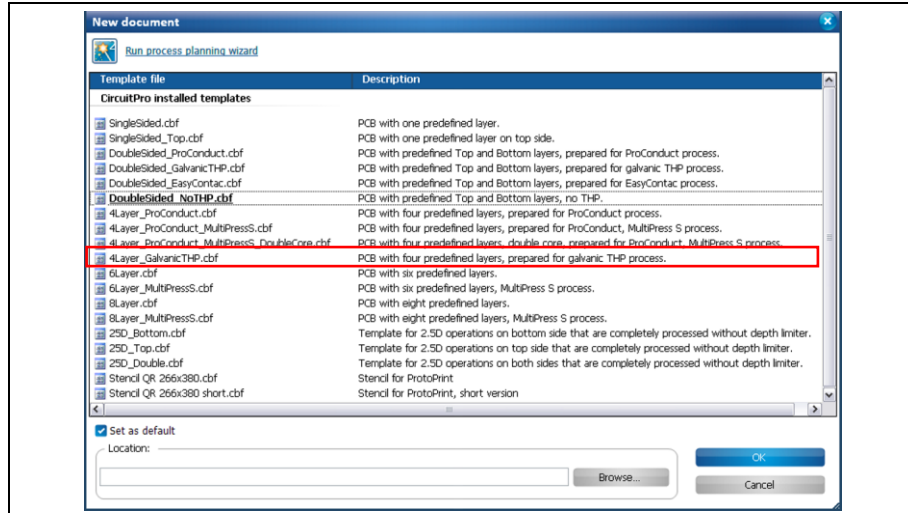 New document
Run process planning wizard
Template file Description
CircuitPro installed templates
SingleSided.cbf PCB with one predefined layer.
SingleSided_Top.cbf PCB with one predefined layer on top side.
DoubleSided_ProConduct.cbf PCB with predefined Top and Bottom layers, prepared for ProConduct process.
DoubleSided_GalvanicTHP.cbf PCB with predefined Top and Bottom layers, prepared for galvanic THP process.
DoubleSided_EasyContac.cbf PCB with predefined Top and Bottom layers, prepared for EasyContac process.
DoubleSided_NoTHP.cbf PCB with predefined Top and Bottom layers, no THP.
4Layer_ProConduct.cbf PCB with four predefined layers, prepared for ProConduct process.
4Layer_ProConduct_MultiPressS.cbf PCB with four predefined layers, prepared for ProConduct, MultiPress S process.
4Layer_ProConduct_MultiPressS_DoubleCore.cbf PCB with four predefined layers, double core, prepared for ProConduct, MultiPress S process.
4Layer_GalvanicTHP.cbf PCB with four predefined layers, prepared for galvanic THP process.
6Layer.cbf PCB with six predefined layers.
6Layer_MultiPressS.cbf PCB with six predefined layers, MultiPress S process.
8Layer.cbf PCB with eight predefined layers.
8Layer_MultiPressS.cbf PCB with eight predefined layers, MultiPress S process.
25D_Bottom.cbf Template for 2.5D operations on bottom side that are completely processed without depth limiter.
25D_Top.cbf Template for 2.5D operations on top side that are completely processed without depth limiter.
25D_Double.cbf Template for 2.5D operations on both sides that are completely processed without depth limiter.
Stencil QR 266x380.cbf Stencil for ProtoPrint
Stencil QR 266x380 short.cbf Stencil for ProtoPrint, short version
Set as default
Location:
OK
Browse...
Cancel